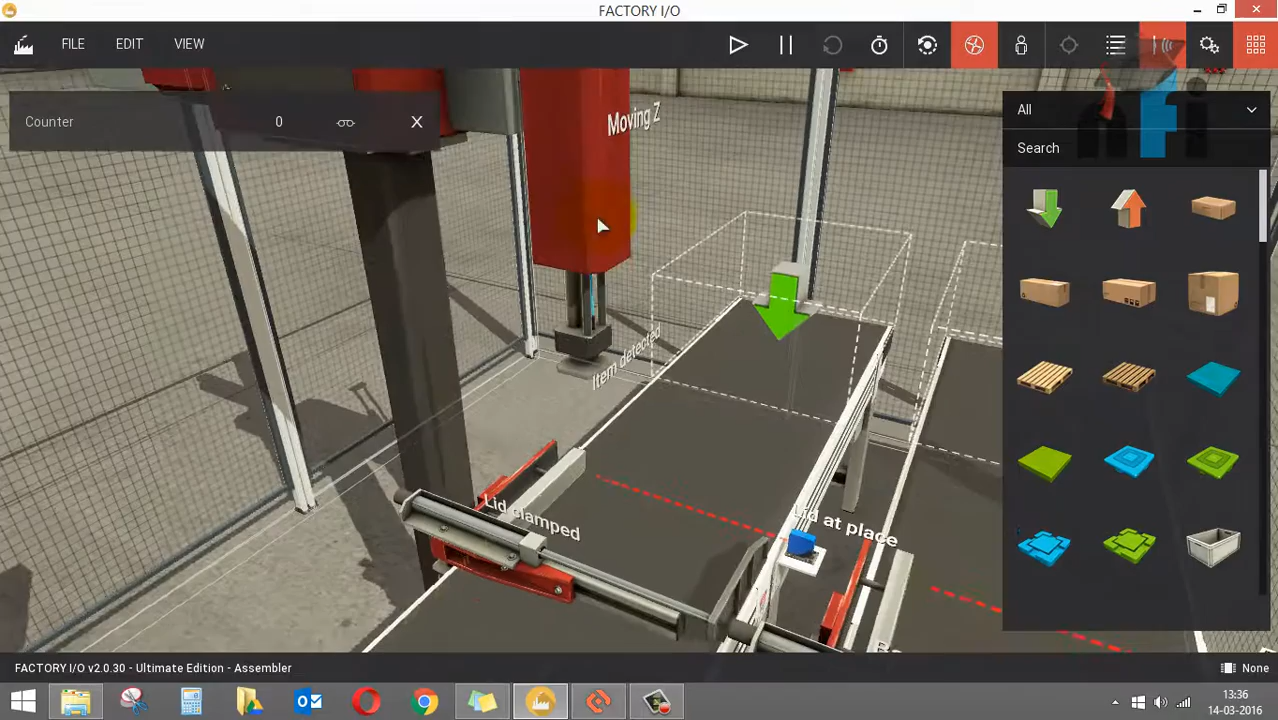 FACTORY I/O
FILE EDIT VIEW
Counter 0 X
All
Search
Moving Z
Item detected
Lid clamped
Lid at place
FACTORY I/O v2.0.30 - Ultimate Edition - Assembler
None
13:36
14-03-2016